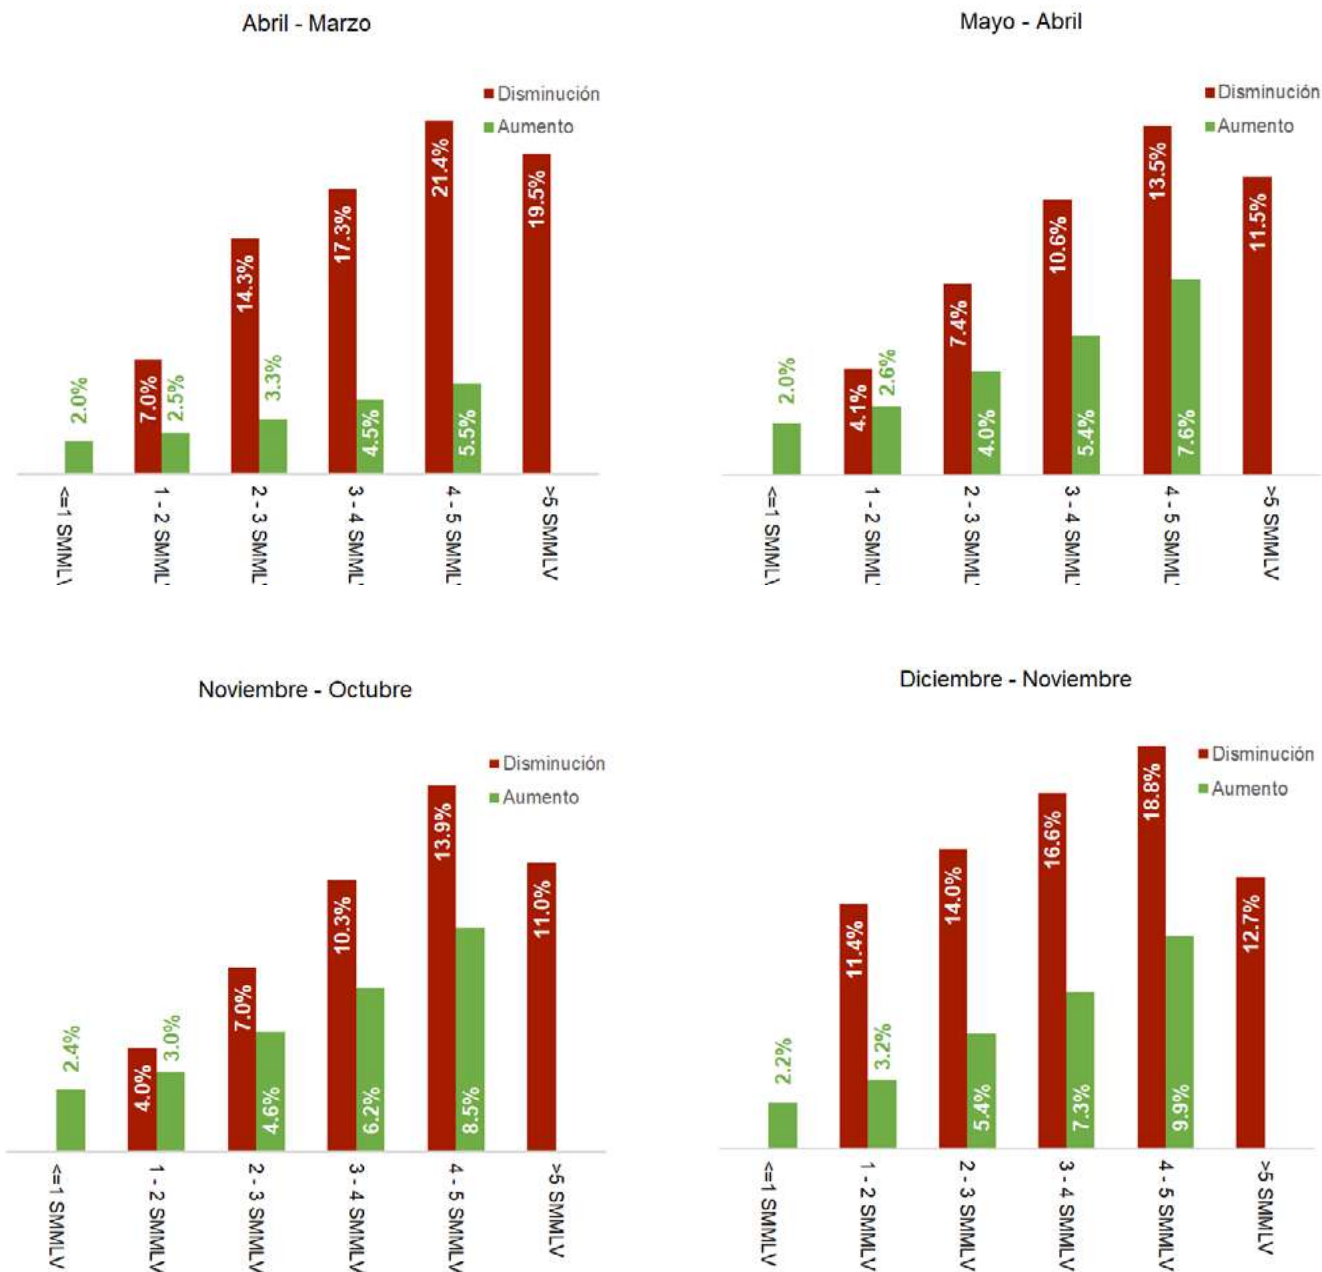 Abril - Marzo
Disminución
Aumento
2.0%
7.0%
2.5%
14.3%
3.3%
17.3%
4.5%
21.4%
5.5%
19.5%
<=1 SMMLV
1 - 2 SMMLV
2 - 3 SMMLV
3 - 4 SMMLV
4 - 5 SMMLV
>5 SMMLV
Mayo - Abril
Disminución
Aumento
2.0%
4.1%
2.6%
7.4%
4.0%
10.6%
5.4%
13.5%
7.6%
11.5%
<=1 SMMLV
1 - 2 SMMLV
2 - 3 SMMLV
3 - 4 SMMLV
4 - 5 SMMLV
>5 SMMLV
Noviembre - Octubre
Disminución
Aumento
2.4%
4.0%
3.0%
7.0%
4.6%
10.3%
6.2%
13.9%
8.5%
11.0%
<=1 SMMLV
1 - 2 SMMLV
2 - 3 SMMLV
3 - 4 SMMLV
4 - 5 SMMLV
>5 SMMLV
Diciembre - Noviembre
Disminución
Aumento
2.2%
11.4%
3.2%
14.0%
5.4%
16.6%
7.3%
18.8%
9.9%
12.7%
<=1 SMMLV
1 - 2 SMMLV
2 - 3 SMMLV
3 - 4 SMMLV
4 - 5 SMMLV
>5 SMMLV